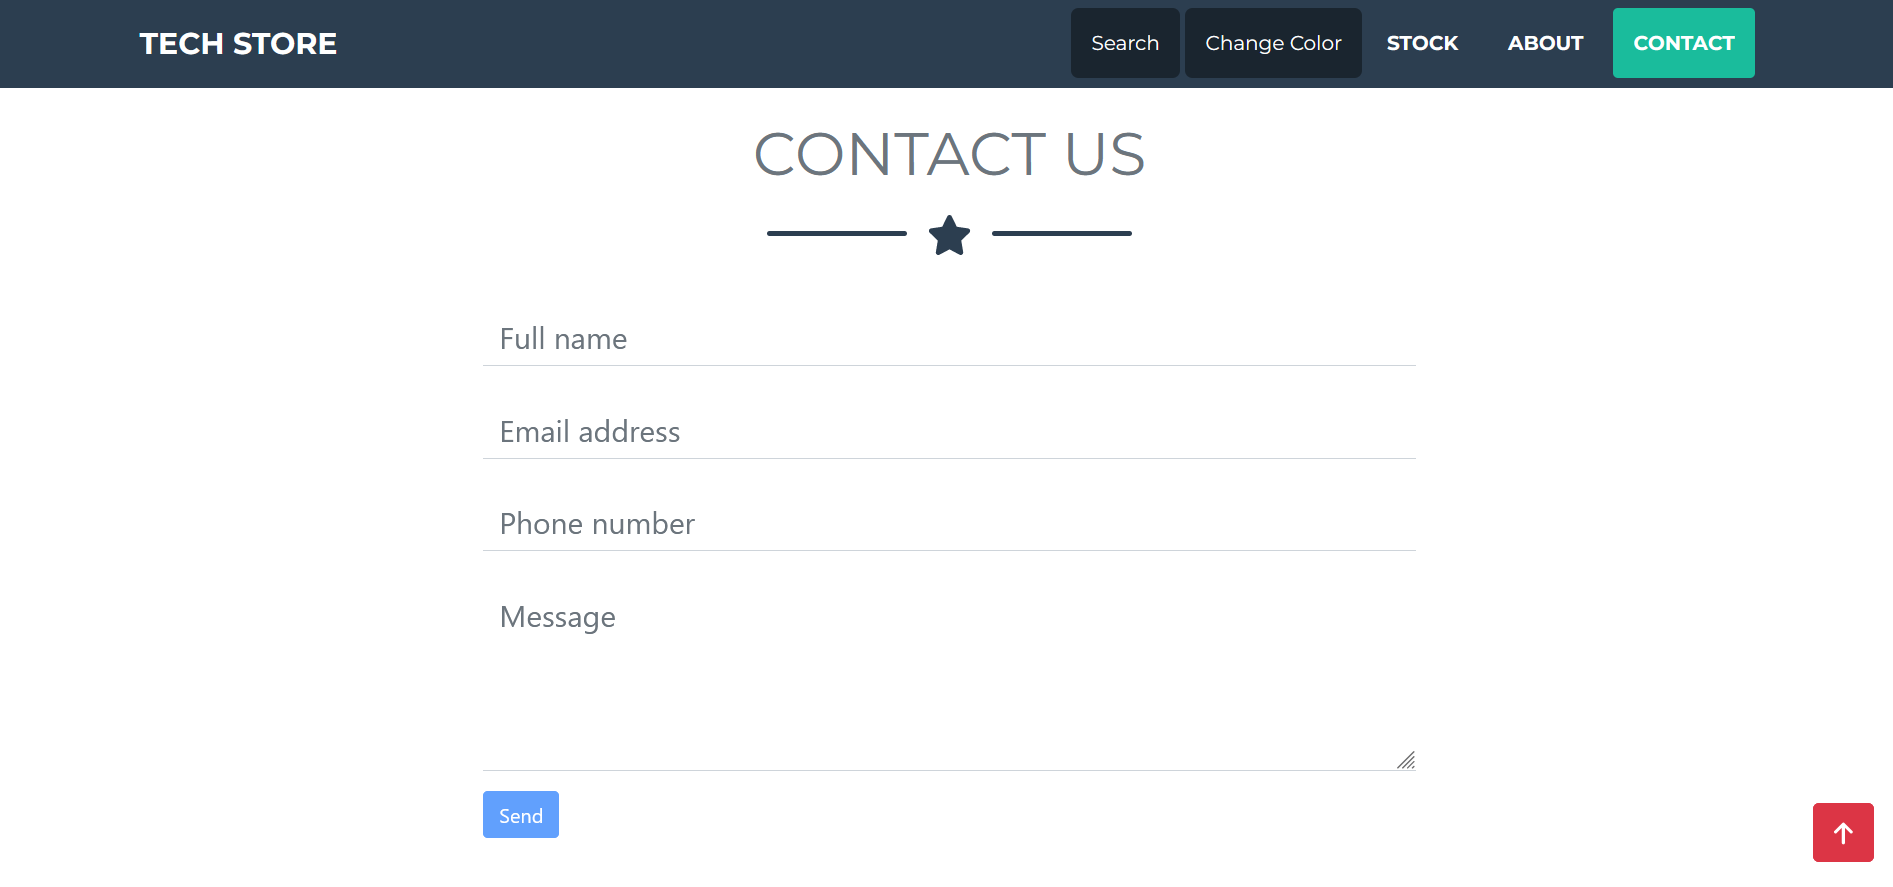 TECH STORE
Search
Change Color
STOCK
ABOUT
CONTACT
CONTACT US
Full name
Email address
Phone number
Message
Send